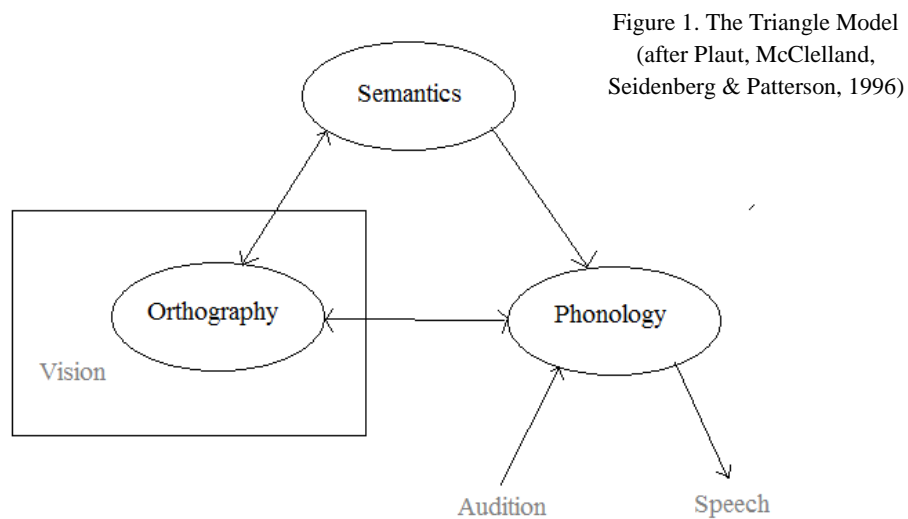 Figure 1. The Triangle Model
(after Plaut, McClelland,
Seidenberg & Patterson, 1996)
Semantics
Orthography
Phonology
Vision
Audition
Speech